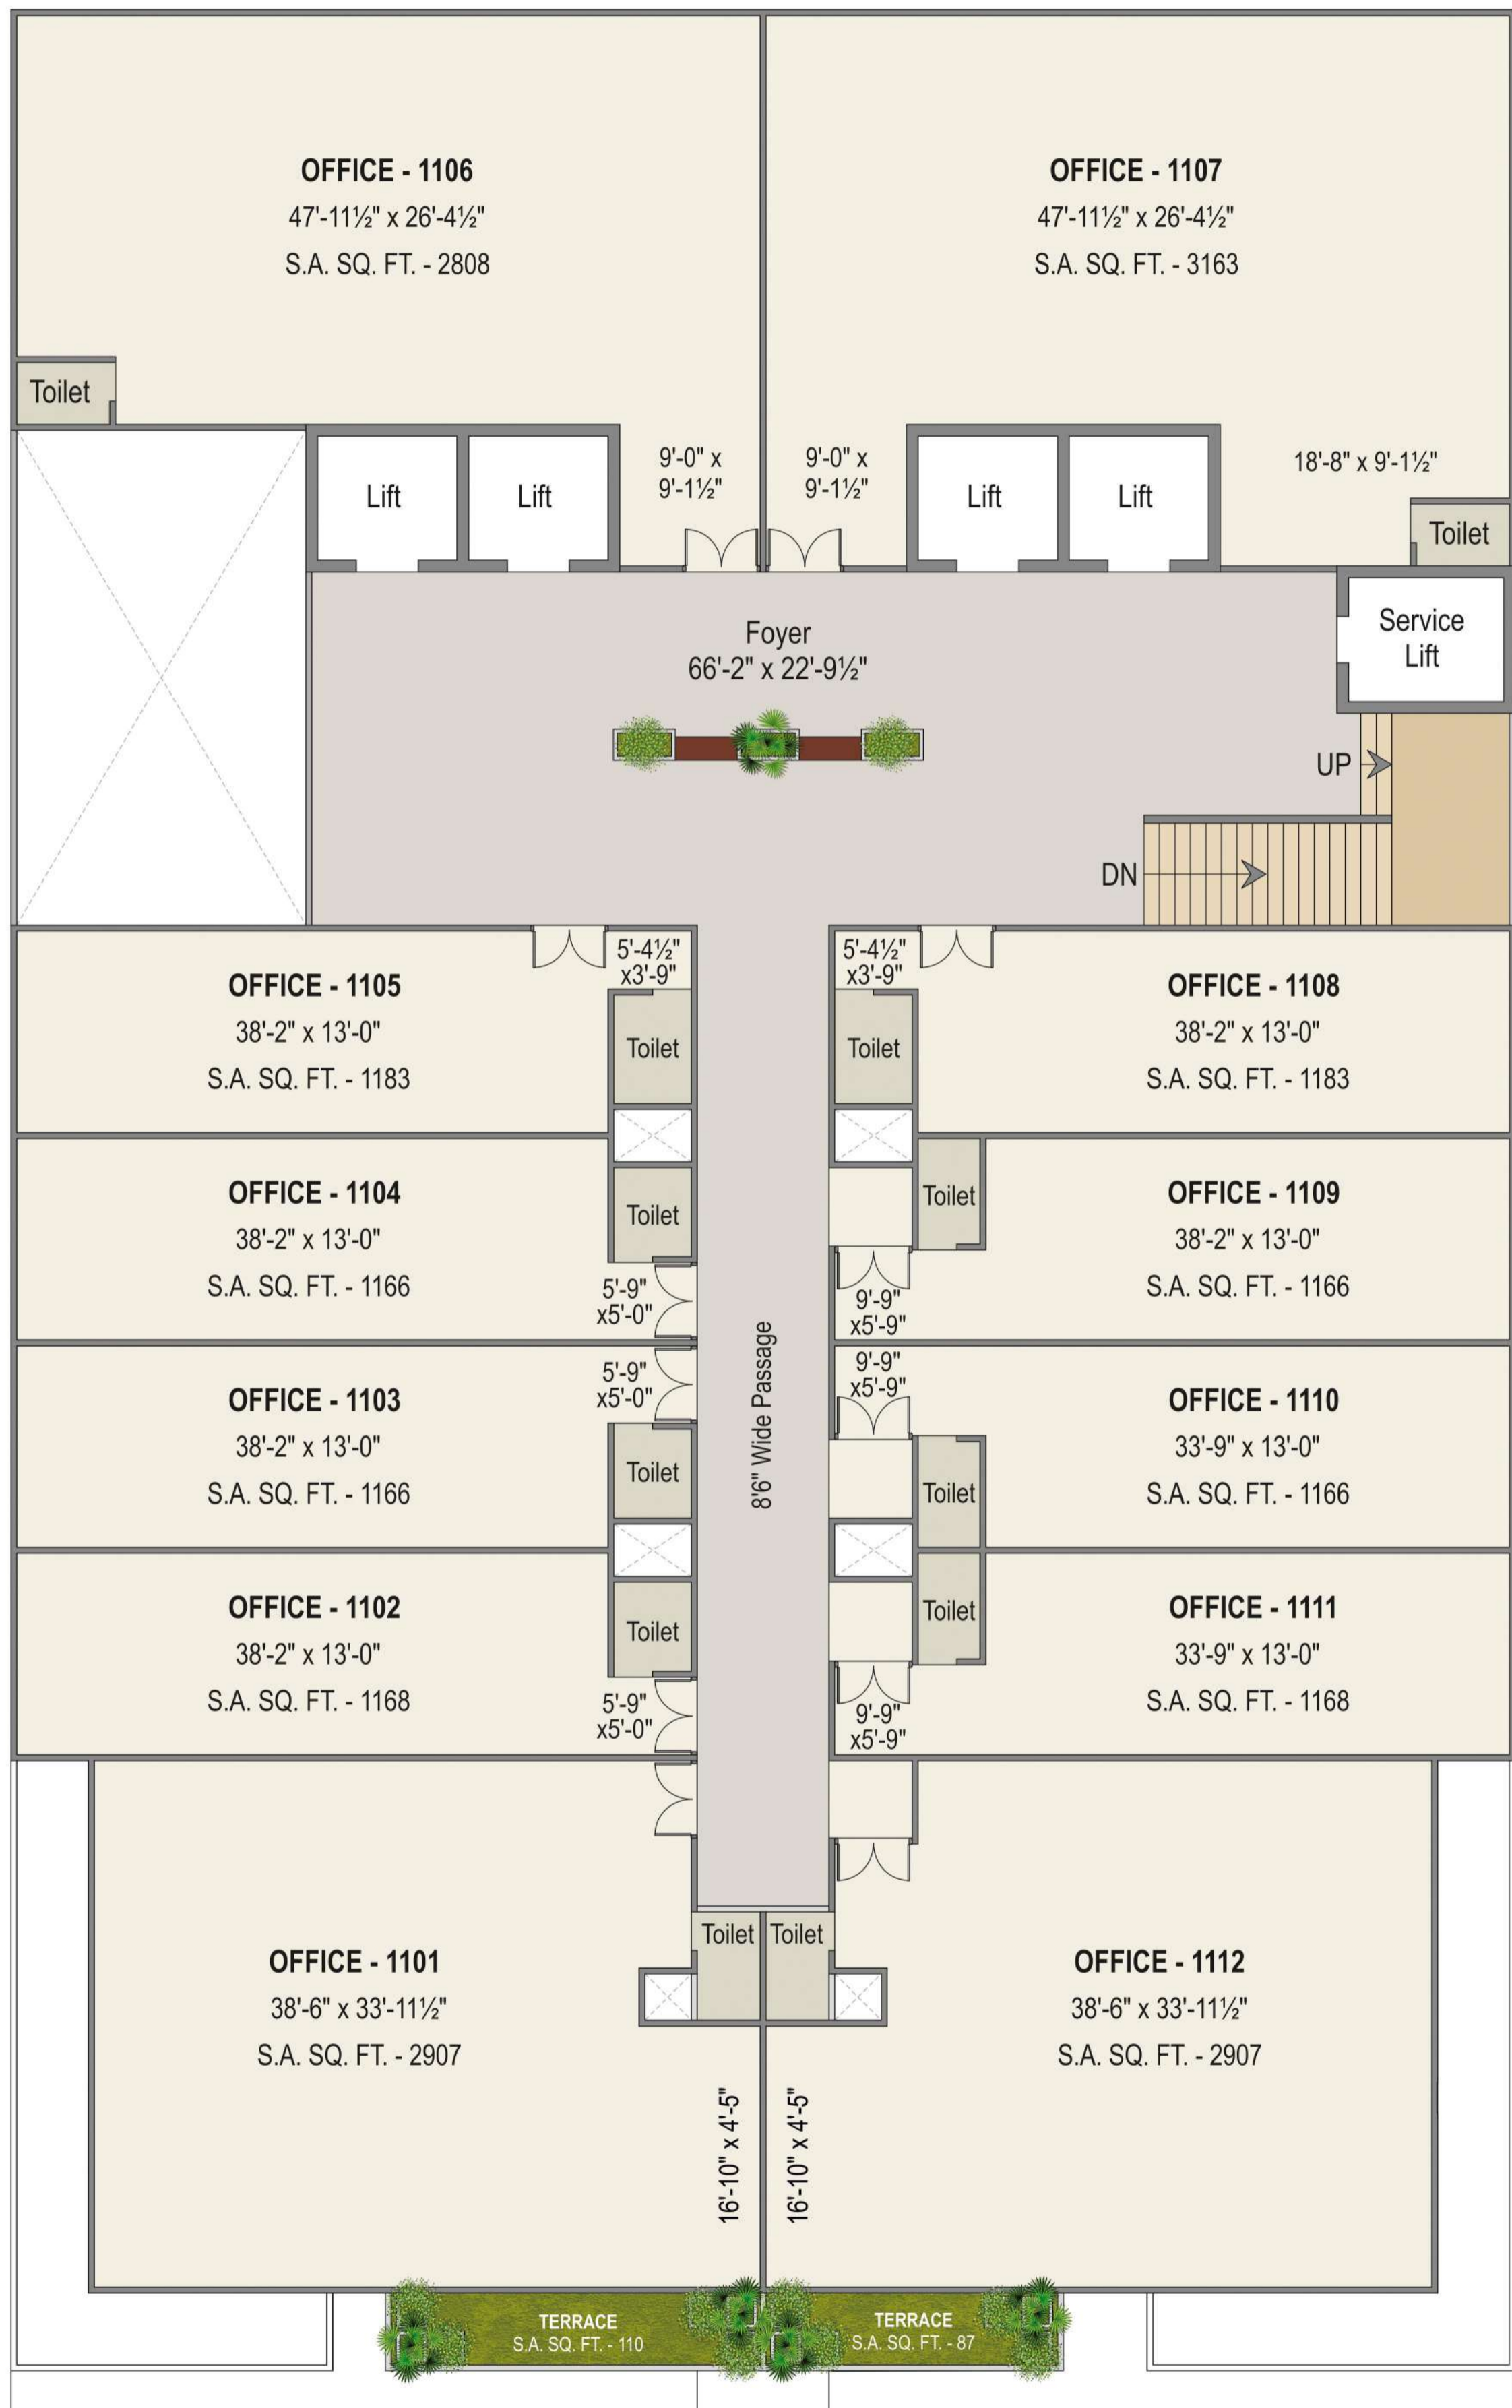 OFFICE - 1106
47'-11½" x 26'-4½"
S.A. SQ. FT. - 2808
OFFICE - 1107
47'-11½" x 26'-4½"
S.A. SQ. FT. - 3163
Toilet
Lift
Lift
9'-0" x
9'-1½"
9'-0" x
9'-1½"
Lift
Lift
18'-8" x 9'-1½"
Toilet
Foyer
66'-2" x 22'-9½"
Service
Lift
UP
DN
OFFICE - 1105
38'-2" x 13'-0"
S.A. SQ. FT. - 1183
5'-4½"
x3'-9"
Toilet
5'-4½"
x3'-9"
Toilet
OFFICE - 1108
38'-2" x 13'-0"
S.A. SQ. FT. - 1183
OFFICE - 1104
38'-2" x 13'-0"
S.A. SQ. FT. - 1166
Toilet
5'-9"
x5'-0"
Toilet
9'-9"
x5'-9"
OFFICE - 1109
38'-2" x 13'-0"
S.A. SQ. FT. - 1166
8'6" Wide Passage
OFFICE - 1103
38'-2" x 13'-0"
S.A. SQ. FT. - 1166
5'-9"
x5'-0"
Toilet
9'-9"
x5'-9"
Toilet
OFFICE - 1110
33'-9" x 13'-0"
S.A. SQ. FT. - 1166
OFFICE - 1102
38'-2" x 13'-0"
S.A. SQ. FT. - 1168
Toilet
5'-9"
x5'-0"
Toilet
9'-9"
x5'-9"
OFFICE - 1111
33'-9" x 13'-0"
S.A. SQ. FT. - 1168
Toilet
Toilet
OFFICE - 1101
38'-6" x 33'-11½"
S.A. SQ. FT. - 2907
OFFICE - 1112
38'-6" x 33'-11½"
S.A. SQ. FT. - 2907
16'-10" x 4'-5"
16'-10" x 4'-5"
TERRACE
S.A. SQ. FT. - 110
TERRACE
S.A. SQ. FT. - 87